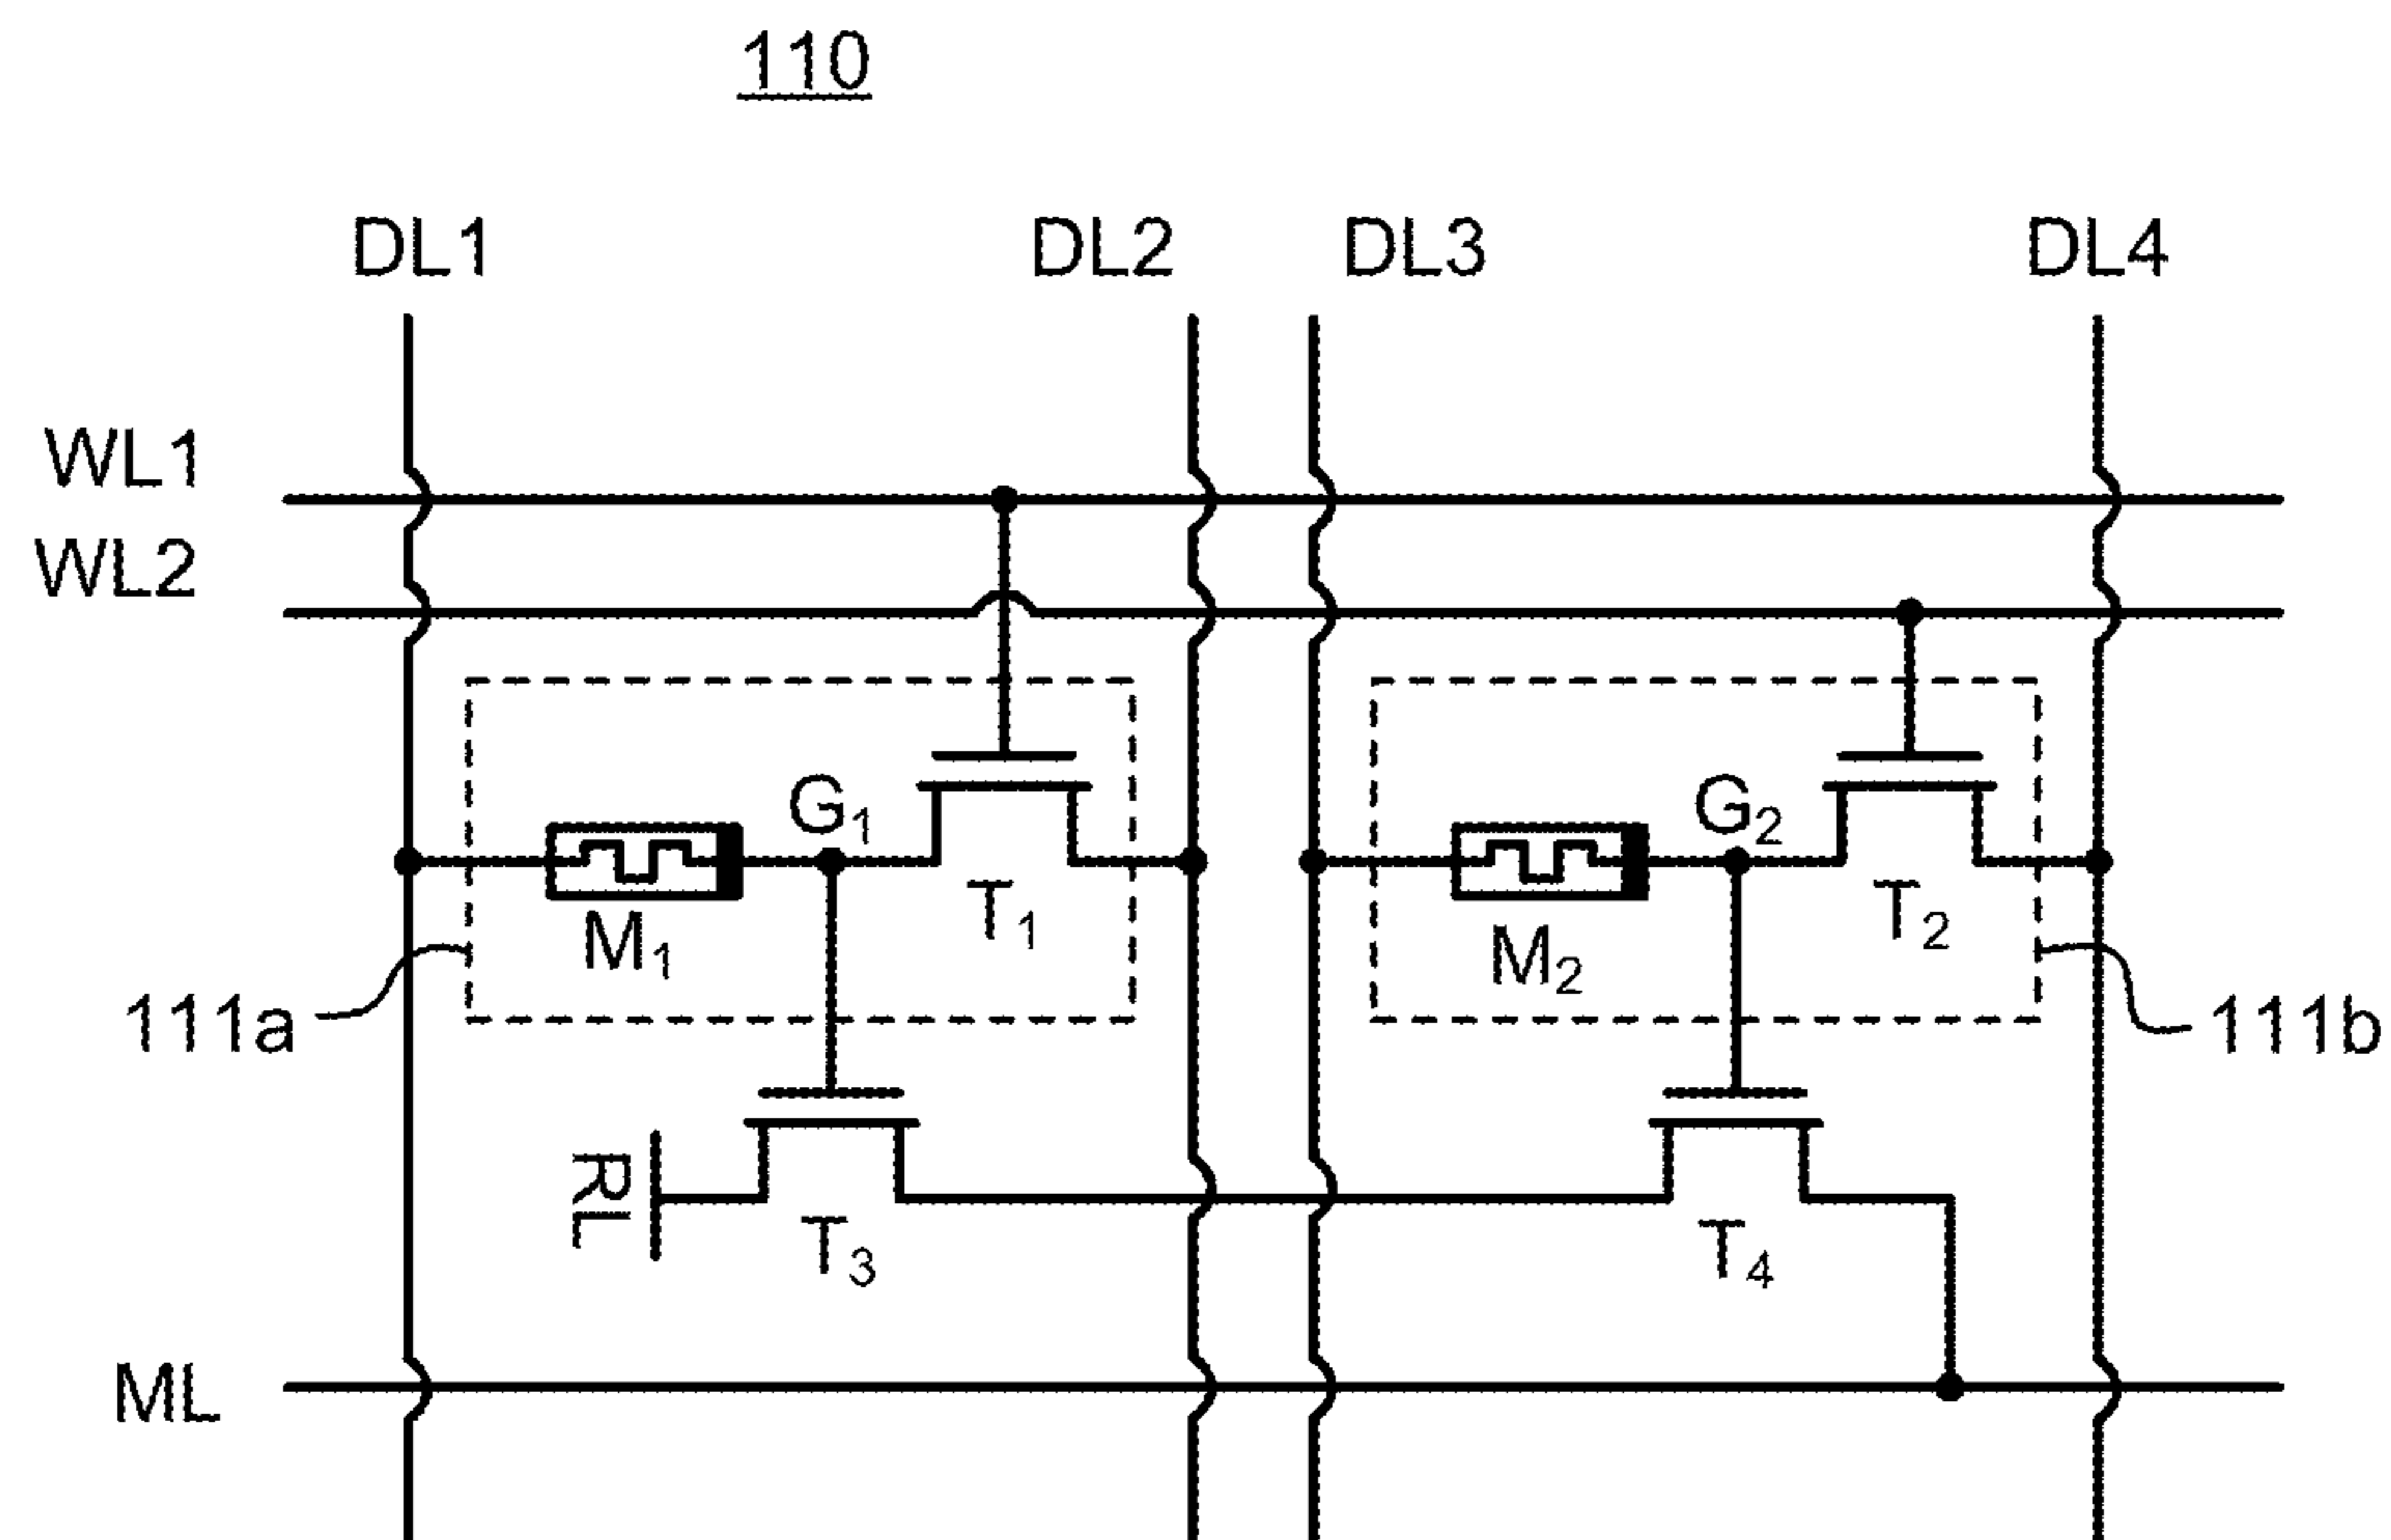 110
DL1 DL2 DL3 DL4
WL1
WL2
G1 G2
T1 T2
M1 M2
111a 111b
RL
T3 T4
ML